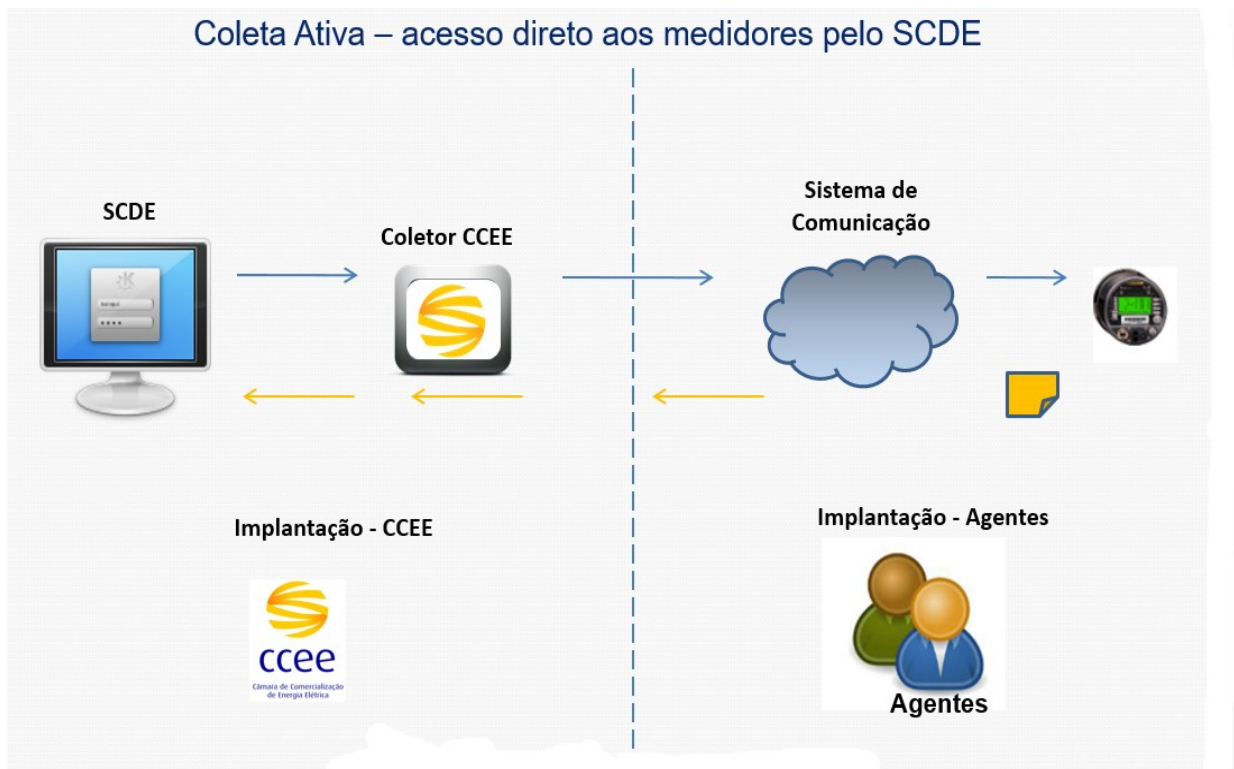 Coleta Ativa – acesso direto aos medidores pelo SCDE
SCDE
Coletor CCEE
Sistema de
Comunicação
Implantação - CCEE
Implantação - Agentes
ccee
Câmara de Comercialização
de Energia Elétrica
Agentes